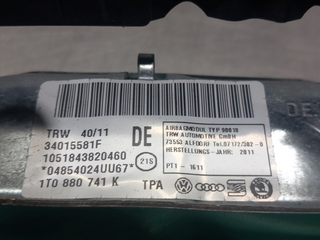 TRW 40/11
34015581F
1051843820460
*04854024UU67*
1T0 880 741 K
DE
21S
TPA
AIRBAGMODUL TYP
TRW AUTOMOTIVE GmbH
73553 ALFDORF Tel.07172/302-0
HERSTELLUNGS-JAHR: 2011
PT1 - 1611
DE